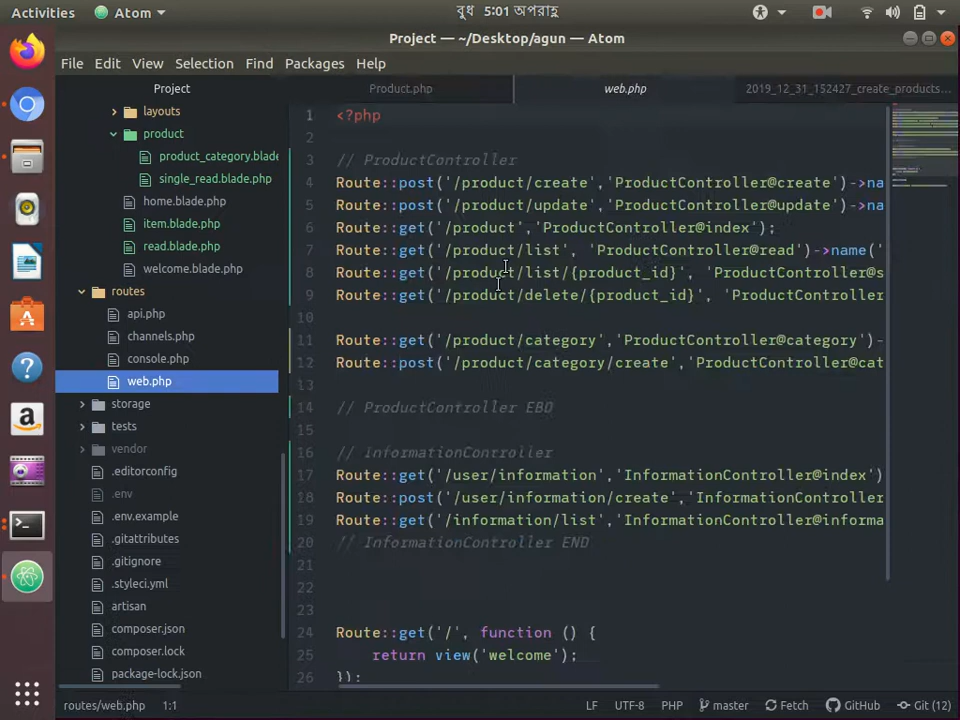 Activities
Atom
বুধ 5:01 অপরাহ্ণ
Project — ~/Desktop/agun — Atom
File Edit View Selection Find Packages Help
Project
layouts
product
product_category.blade
single_read.blade.php
home.blade.php
item.blade.php
read.blade.php
welcome.blade.php
routes
api.php
channels.php
console.php
web.php
storage
tests
vendor
.editorconfig
.env
.env.example
.gitattributes
.gitignore
.styleci.yml
artisan
composer.json
composer.lock
package-lock.json
Product.php
web.php
2019_12_31_152427_create_products...
1 <?php
2
3 // ProductController
4 Route::post('/product/create','ProductController@create')->na
5 Route::post('/product/update','ProductController@update')->na
6 Route::get('/product','ProductController@index');
7 Route::get('/product/list', 'ProductController@read')->name('
8 Route::get('/product/list/{product_id}', 'ProductController@s
9 Route::get('/product/delete/{product_id}', 'ProductController
10
11 Route::get('/product/category','ProductController@category')-
12 Route::post('/product/category/create','ProductController@cat
13
14 // ProductController EBD
15
16 // InformationController
17 Route::get('/user/information','InformationController@index')
18 Route::post('/user/information/create','InformationController
19 Route::get('/information/list','InformationController@informa
20 // InformationController END
21
22
23
24 Route::get('/', function () {
25 return view('welcome');
26 });
routes/web.php 1:1
LF UTF-8 PHP master Fetch GitHub Git (12)